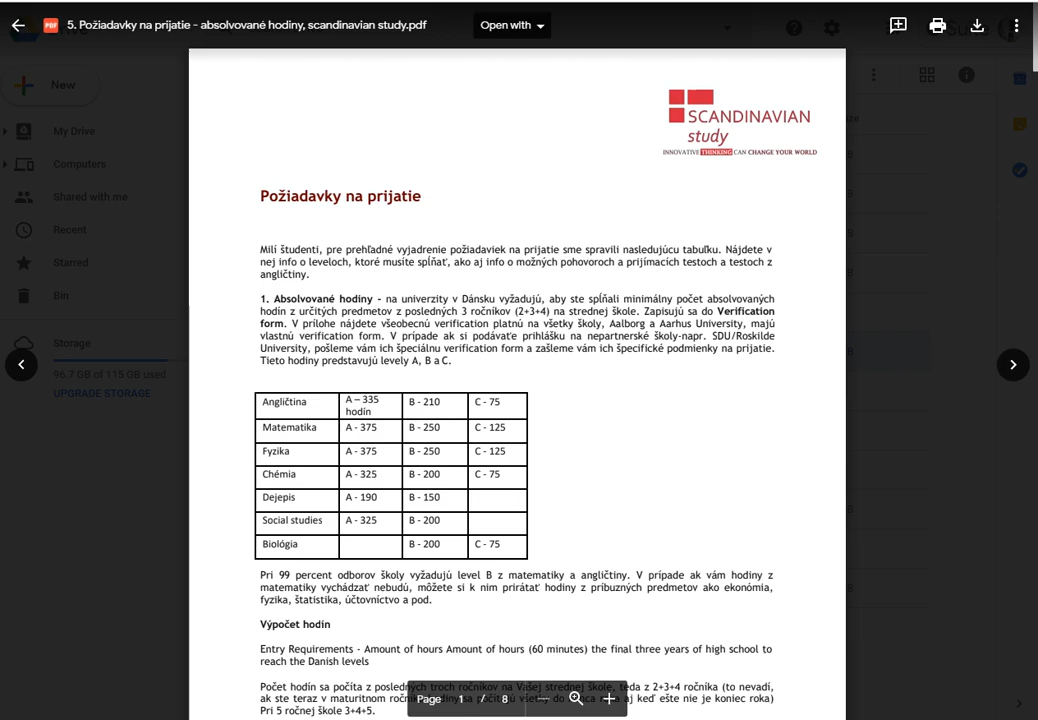 5. Požiadavky na prijatie - absolvované hodiny, scandinavian study.pdf
Open with
New
My Drive
Computers
Shared with me
Recent
Starred
Bin
Storage
96.7 GB of 115 GB used
UPGRADE STORAGE
SCANDINAVIAN
study
INNOVATIVE THINKING CAN CHANGE YOUR WORLD
Požiadavky na prijatie
Milí študenti, pre prehľadné vyjadrenie požiadaviek na prijatie sme spravili nasledujúcu tabuľku. Nájdete v
nej info o leveloch, ktoré musíte spĺňať, ako aj info o možných pohovoroch a prijímacích testoch a testoch z
angličtiny.
1. Absolvované hodiny - na univerzity v Dánsku vyžadujú, aby ste spĺňali minimálny počet absolvovaných
hodín z určitých predmetov z posledných 3 ročníkov (2+3+4) na strednej škole. Zapisujú sa do Verification
form. V prílohe nájdete všeobecnú verification platnú na všetky školy, Aalborg a Aarhus University, majú
vlastnú verification form. V prípade ak si podávaťe prihlášku na nepartnerské školy-napr. SDU/Roskilde
University, pošleme vám ich špeciálnu verification form a zašleme vám ich špecifické podmienky na prijatie.
Tieto hodiny predstavujú levely A, B a C.
Angličtina A – 335 hodín B - 210 C - 75
Matematika A - 375 B - 250 C - 125
Fyzika A - 375 B - 250 C - 125
Chémia A - 325 B - 200 C - 75
Dejepis A - 190 B - 150
Social studies A - 325 B - 200
Biológia B - 200 C - 75
Pri 99 percent odborov školy vyžadujú level B z matematiky a angličtiny. V prípade ak vám hodiny z
matematiky vychádzať nebudú, môžete si k nim prirátať hodiny z príbuzných predmetov ako ekonómia,
fyzika, štatistika, účtovníctvo a pod.
Výpočet hodín
Entry Requirements - Amount of hours Amount of hours (60 minutes) the final three years of high school to
reach the Danish levels
Počet hodín sa počíta z posledných troch ročníkov na Vašej strednej škole, teda z 2+3+4 ročníka (to nevadí,
ak ste teraz v maturitnom sa počítajú všetky do aj keď ešte nie je koniec roka)
Pri 5 ročnej škole 3+4+5.
Page 1 / 8